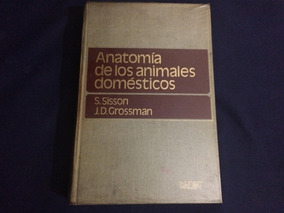 Anatomía
de los animales
domésticos
S. Sisson
J.D. Grossman